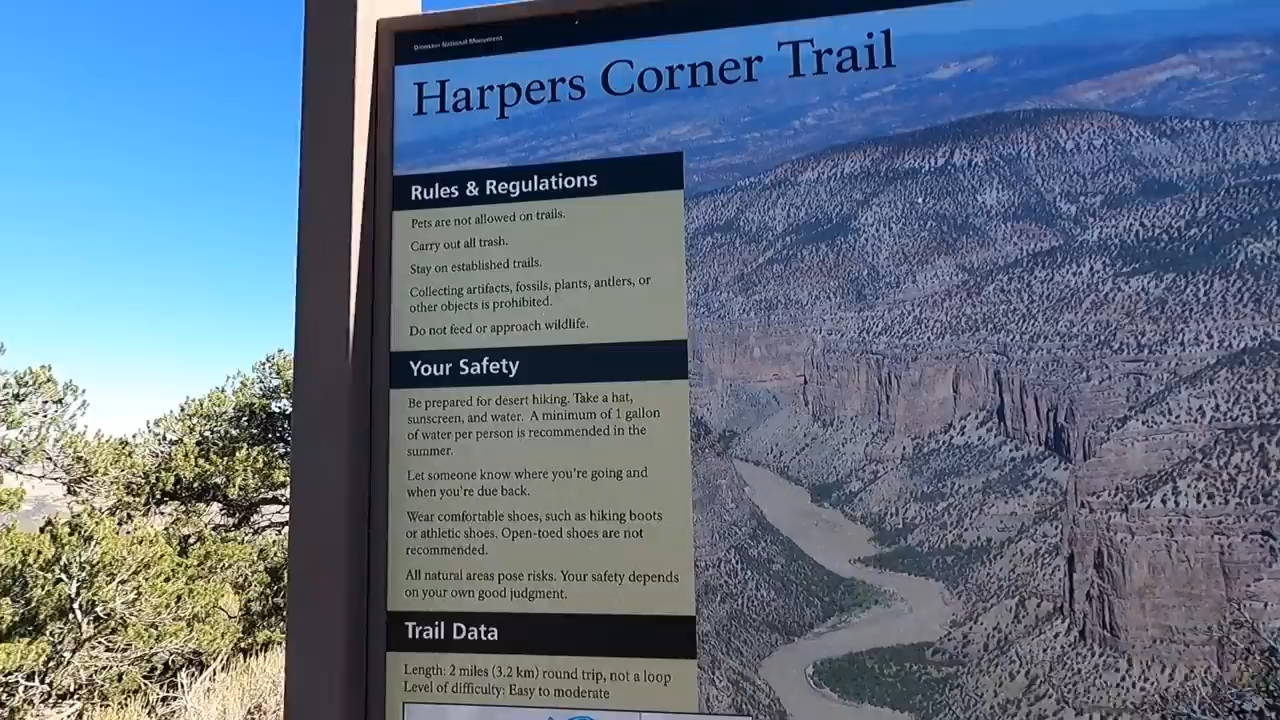 Dinosaur National Monument
Harpers Corner Trail
Rules & Regulations
Pets are not allowed on trails.
Carry out all trash.
Stay on established trails.
Collecting artifacts, fossils, plants, antlers, or
other objects is prohibited.
Do not feed or approach wildlife.
Your Safety
Be prepared for desert hiking. Take a hat,
sunscreen, and water. A minimum of 1 gallon
of water per person is recommended in the
summer.
Let someone know where you're going and
when you're due back.
Wear comfortable shoes, such as hiking boots
or athletic shoes. Open-toed shoes are not
recommended.
All natural areas pose risks. Your safety depends
on your own good judgment.
Trail Data
Length: 2 miles (3.2 km) round trip, not a loop
Level of difficulty: Easy to moderate